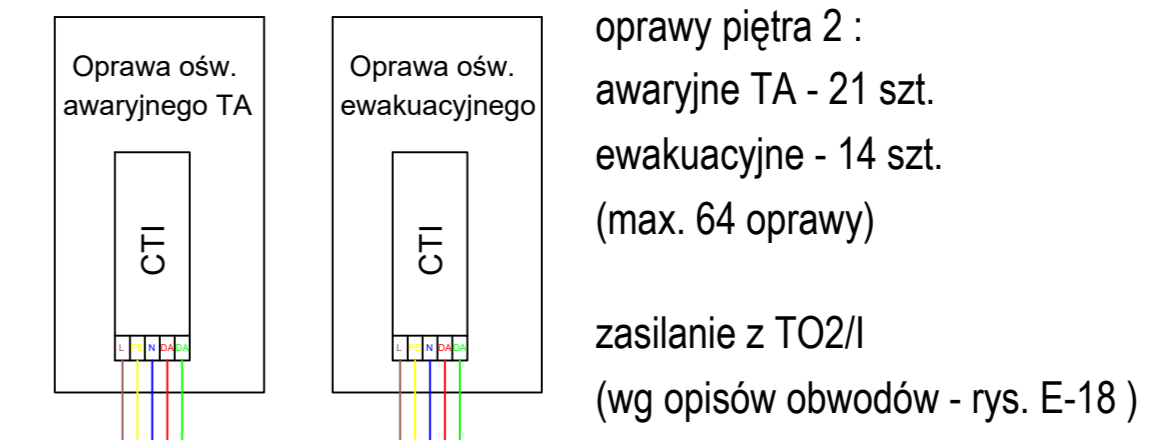 Oprawa ośw.
awaryjnego TA
CTI
L PE N DA DA
Oprawa ośw.
ewakuacyjnego
CTI
L PE N DA DA
oprawy piętra 2 :
awaryjne TA - 21 szt.
ewakuacyjne - 14 szt.
(max. 64 oprawy)
zasilanie z TO2/I
(wg opisów obwodów - rys. E-18 )